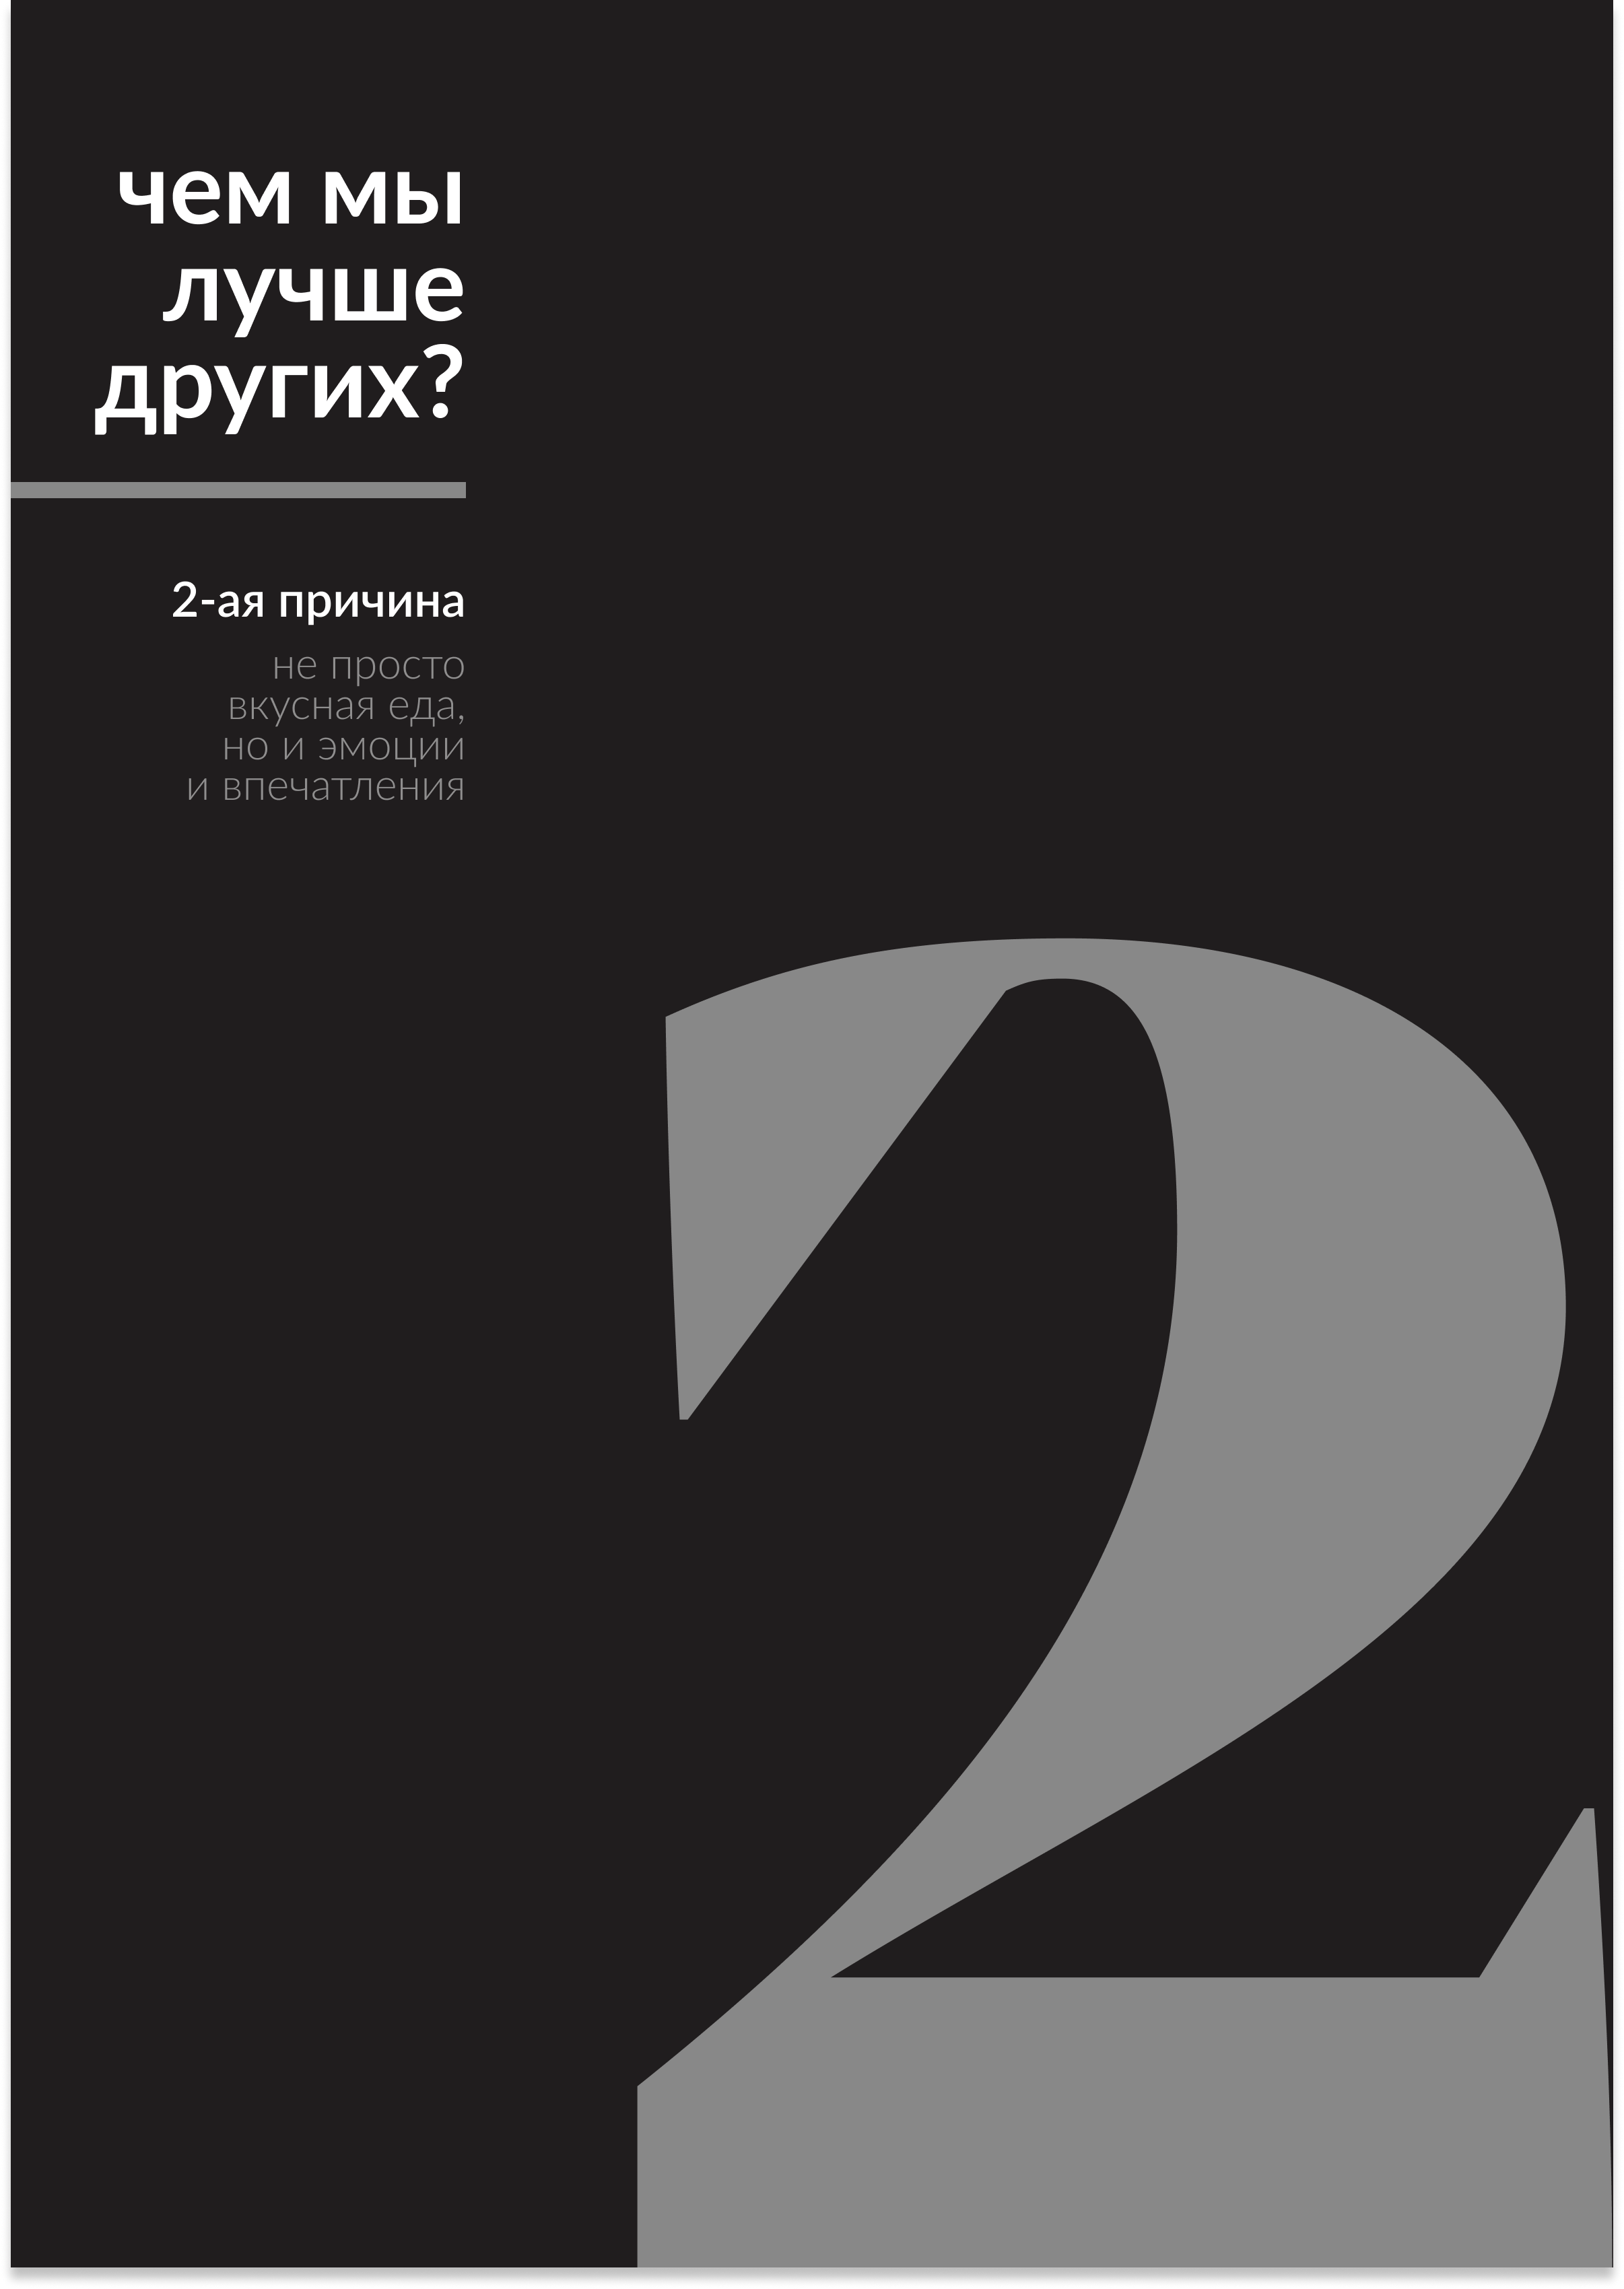 чем мы
лучше
других?
2-ая причина
не просто
вкусная еда,
но и эмоции
и впечатления
2